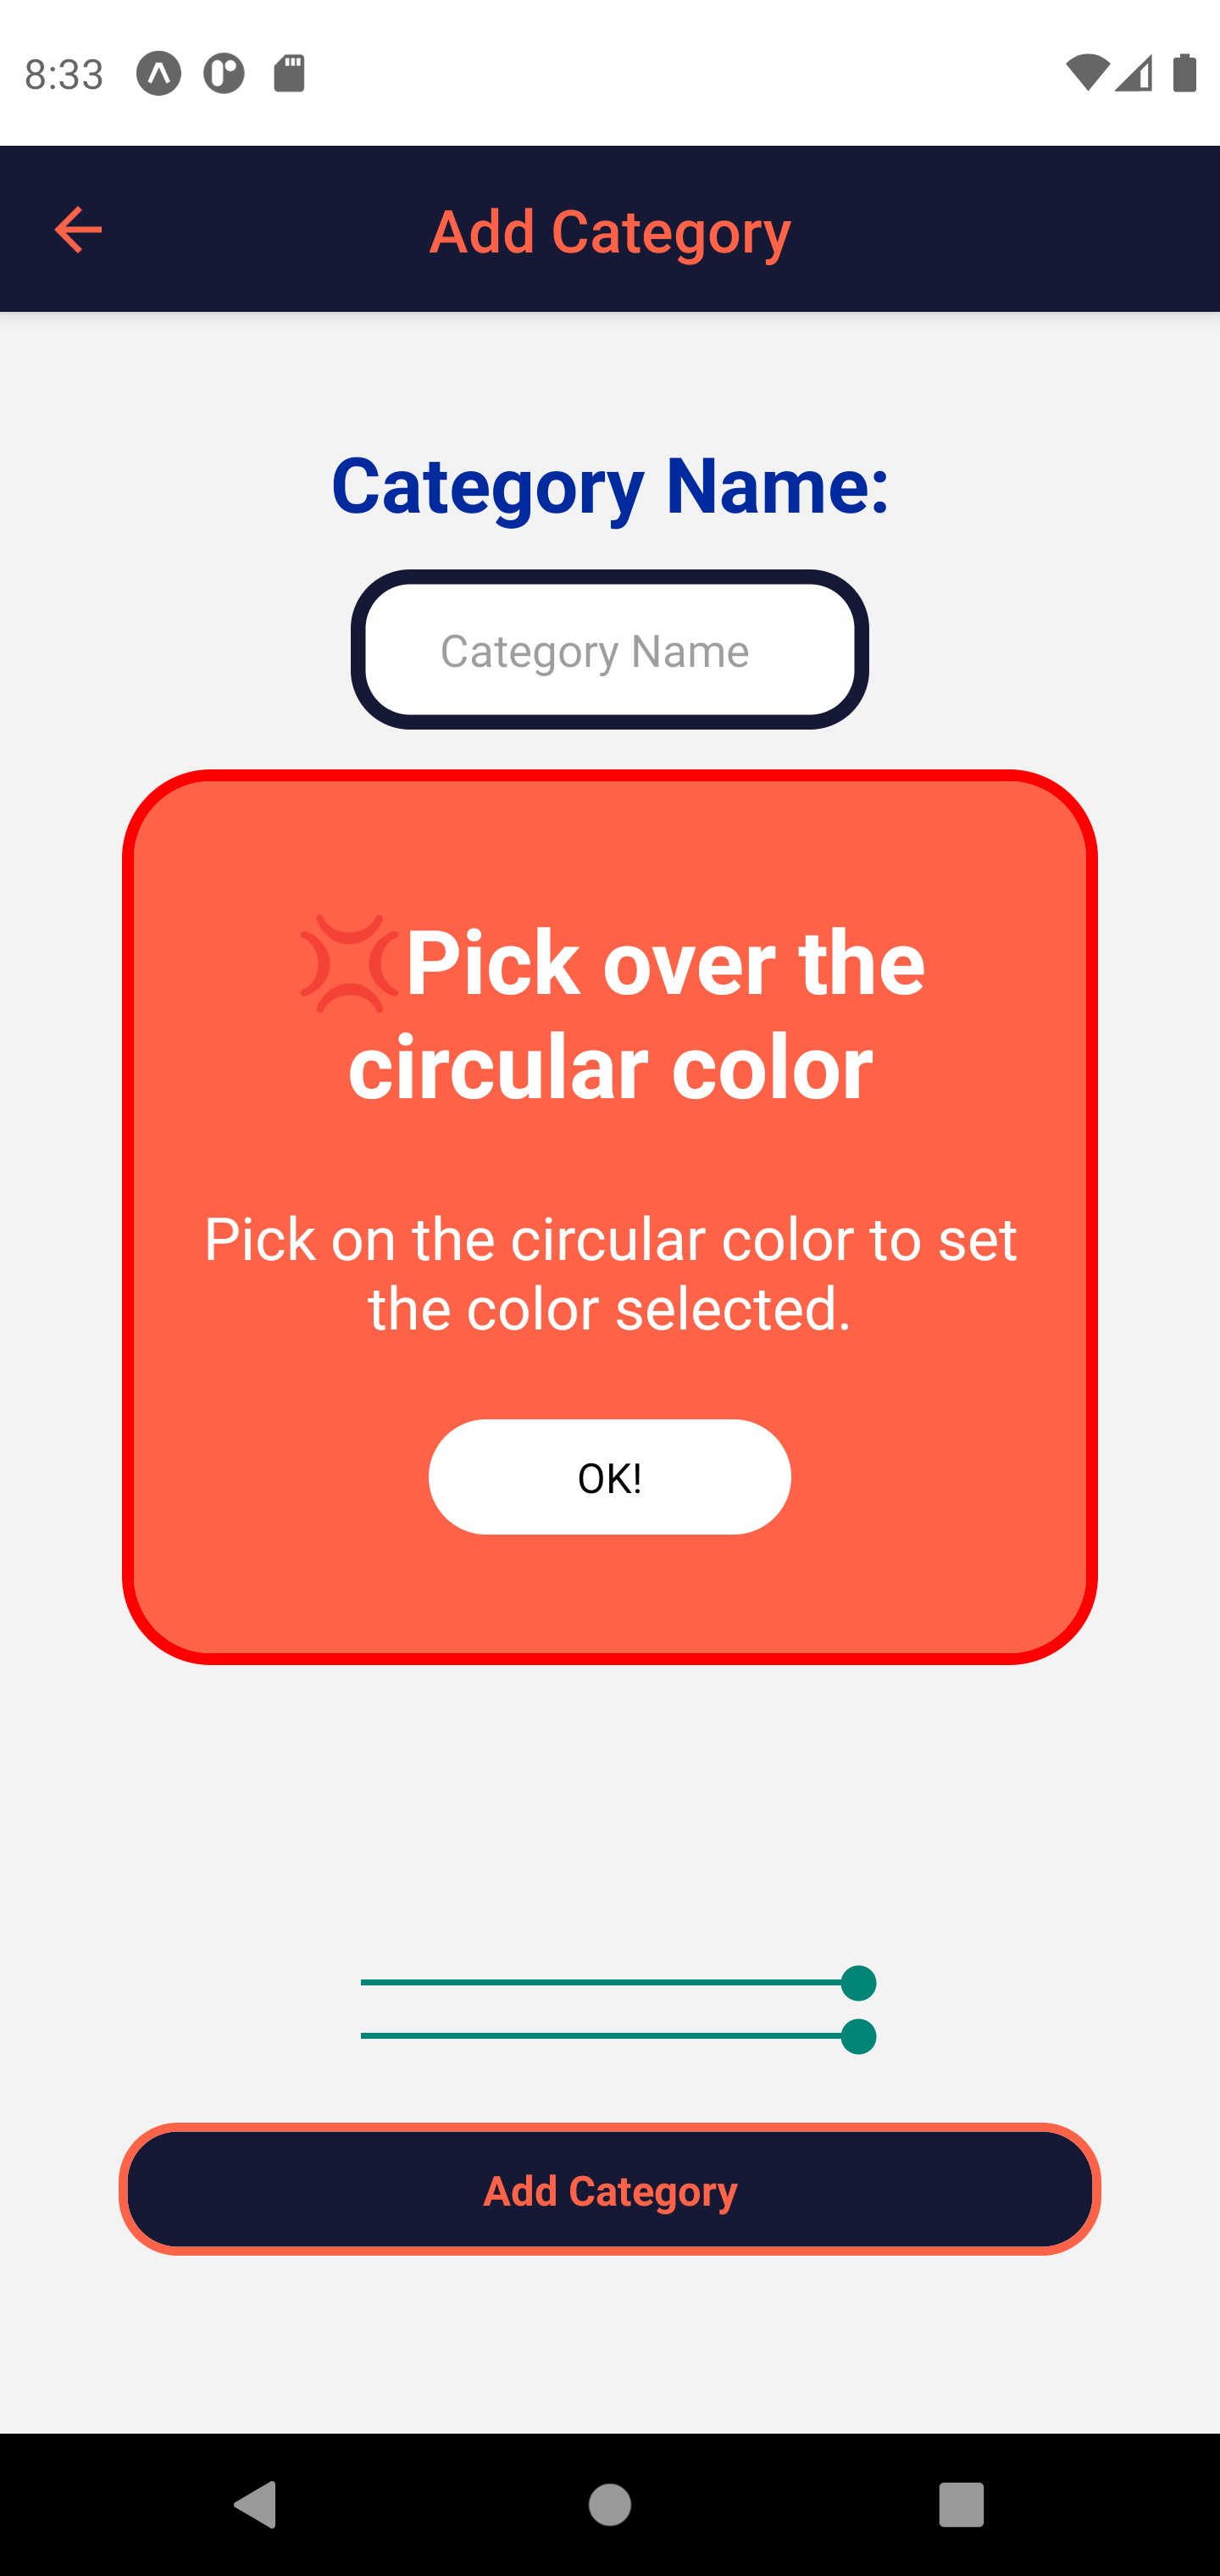 8:33
Add Category
Category Name:
Category Name
💢Pick over the
circular color
Pick on the circular color to set
the color selected.
OK!
Add Category